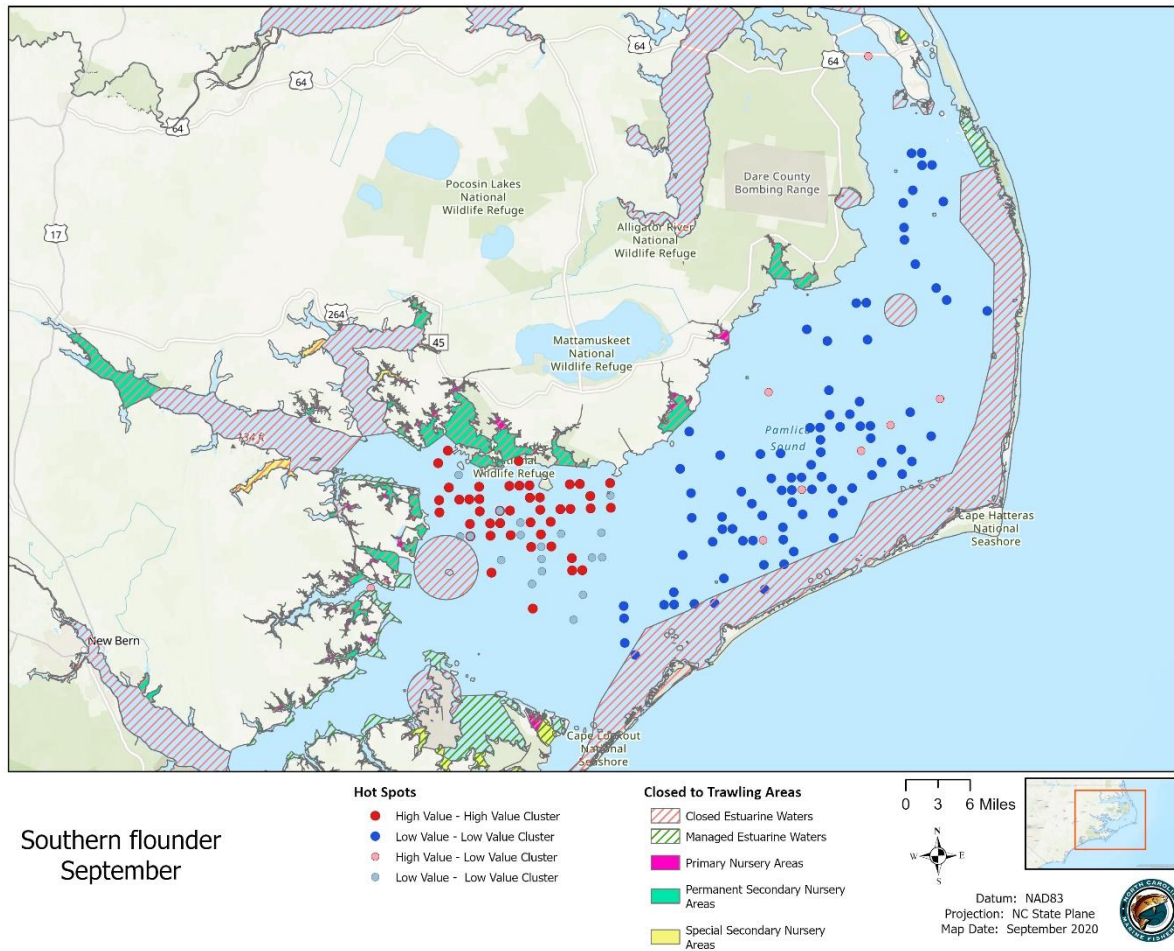 64
64
64
64
Pocosin Lakes
National
Wildlife Refuge
Dare County
Bombing Range
17
Alligator River
National
Wildlife Refuge
264
45
Mattamuskeet
National
Wildlife Refuge
Pamlico
Sound
Wildlife Refuge
Cape Hatteras
National
Seashore
New Bern
Cape Lookout
National
Seashore
Southern flounder
September
Hot Spots
High Value - High Value Cluster
Low Value - Low Value Cluster
High Value - Low Value Cluster
Low Value - Low Value Cluster
Closed to Trawling Areas
Closed Estuarine Waters
Managed Estuarine Waters
Primary Nursery Areas
Permanent Secondary Nursery
Areas
Special Secondary Nursery
Areas
0 3 6 Miles
N
W E
S
Datum: NAD83
Projection: NC State Plane
Map Date: September 2020
NORTH CAROLINA
MARINE FISHERIES